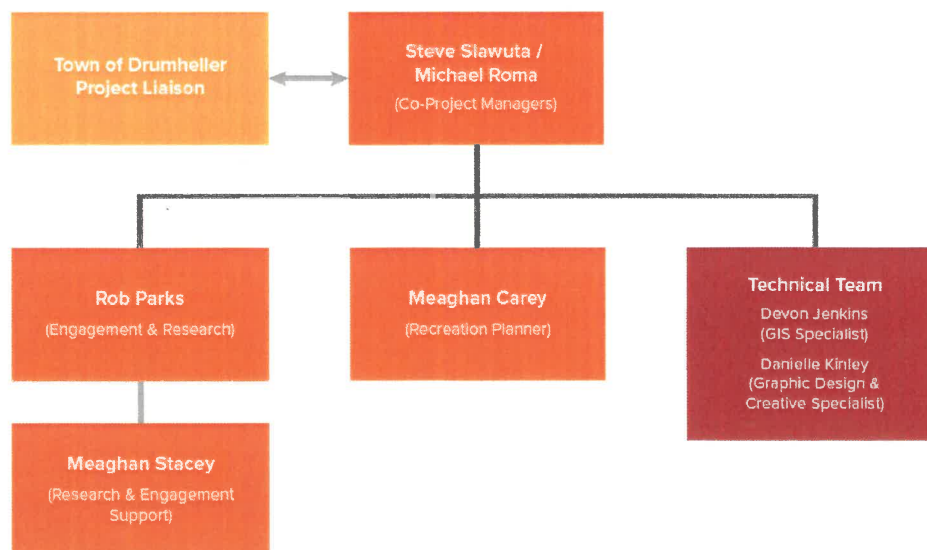 Town of Drumheller
Project Liaison
Steve Slawuta /
Michael Roma
(Co-Project Managers)
Rob Parks
(Engagement & Research)
Meaghan Carey
(Recreation Planner)
Technical Team
Devon Jenkins
(GIS Specialist)
Danielle Kinley
(Graphic Design &
Creative Specialist)
Meaghan Stacey
(Research & Engagement
Support)